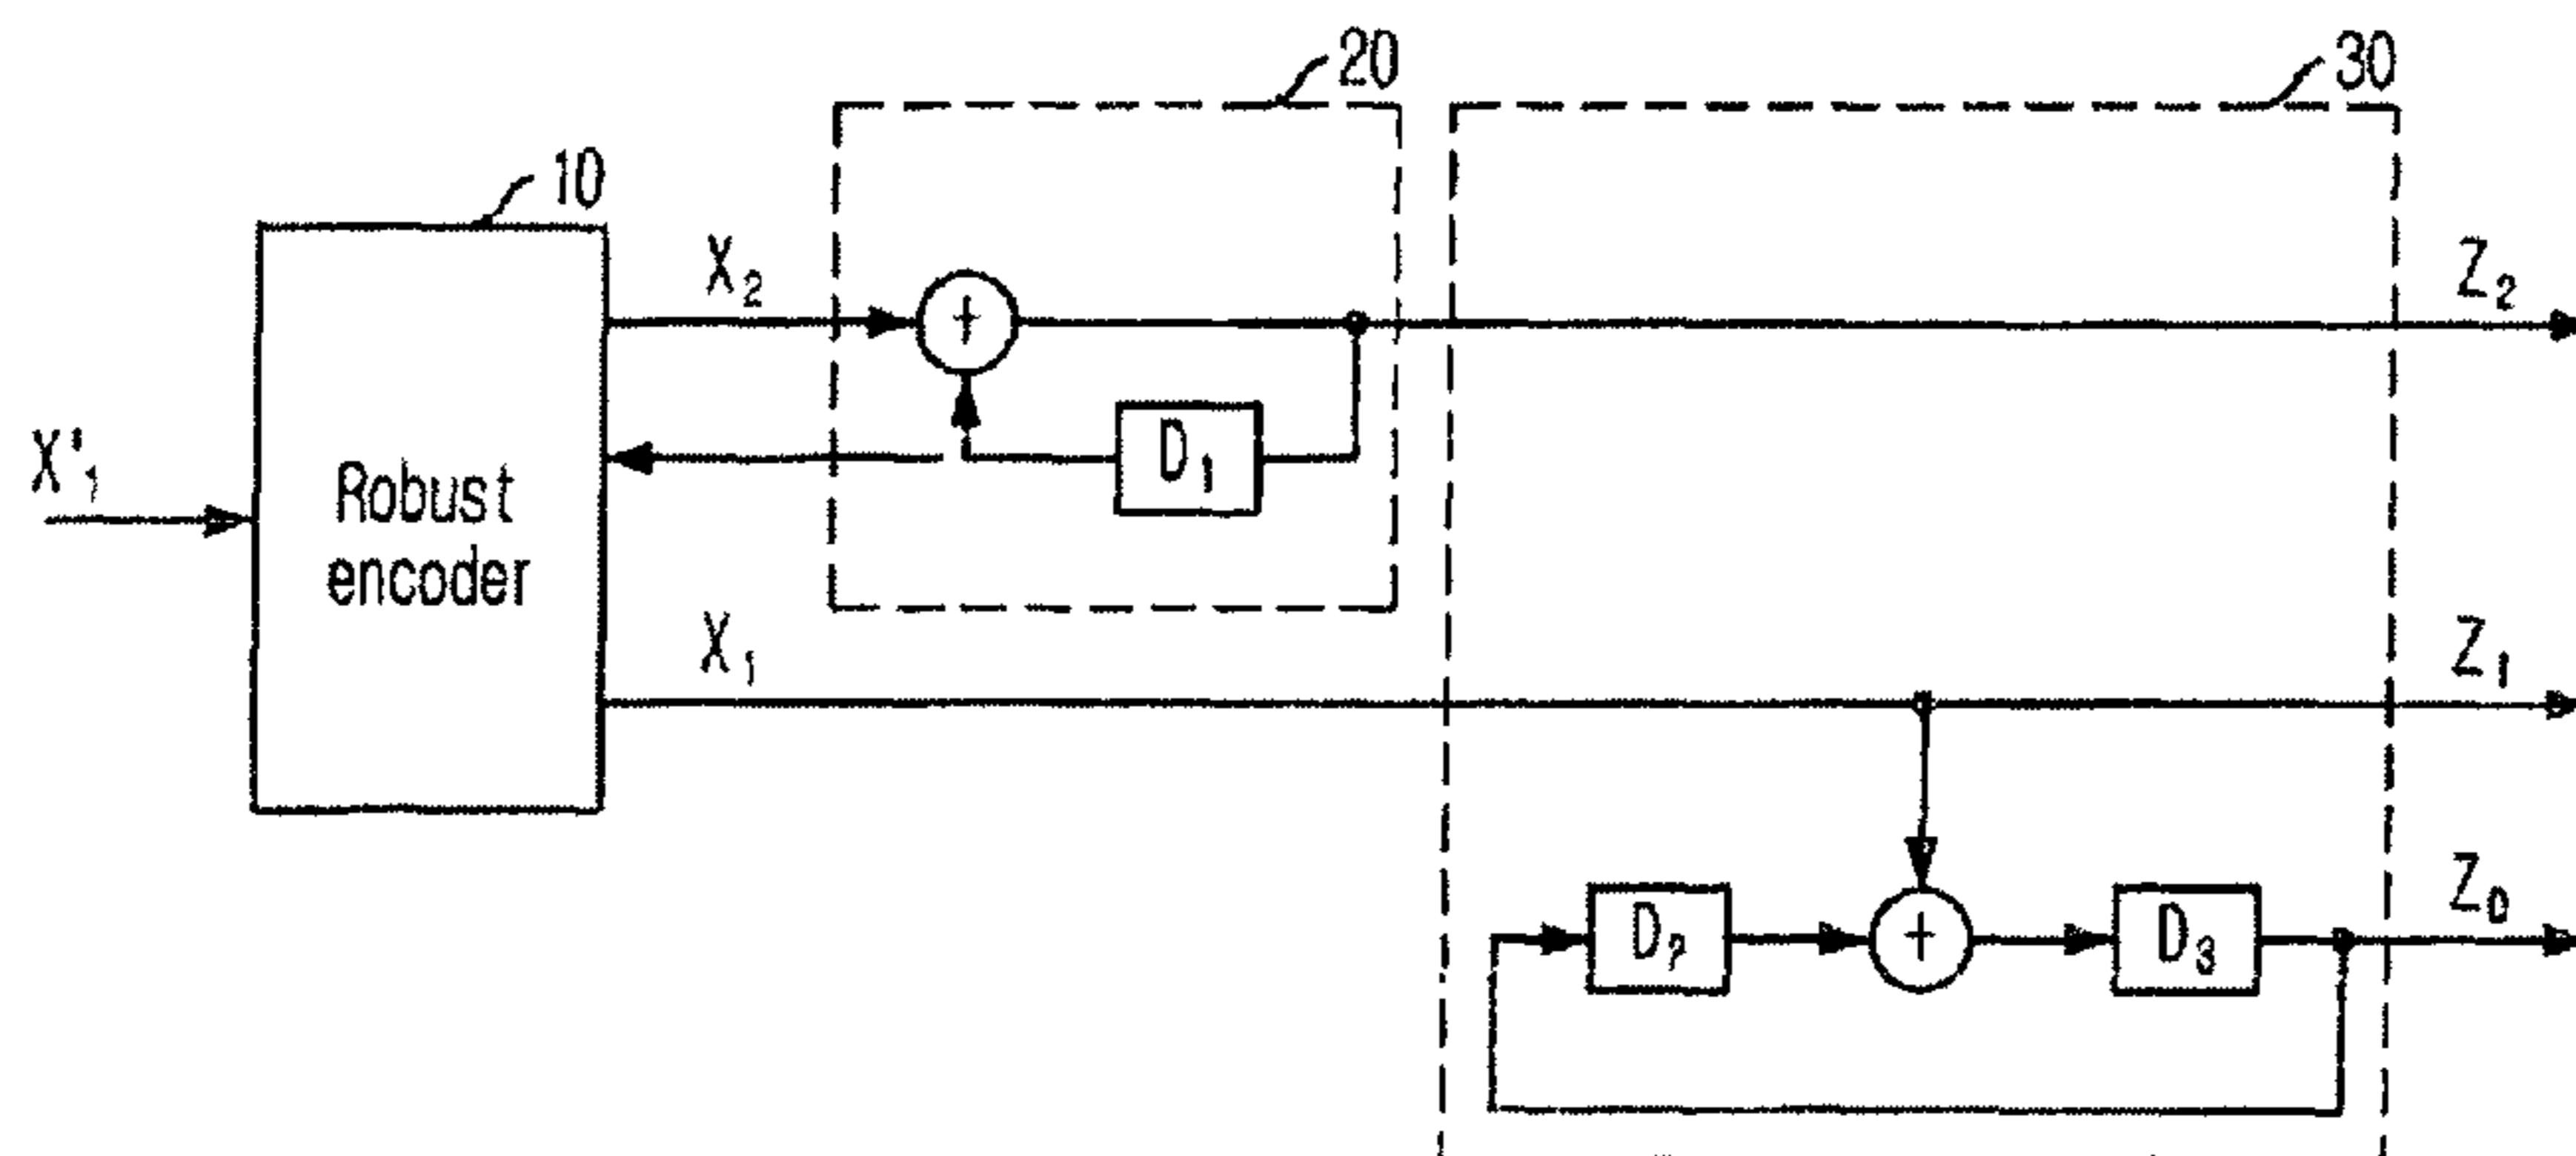 20
30
10
X₂
Z₂
+
D₁
X'₁
Robust
encoder
X₁
Z₁
Z₀
D₂
+
D₃